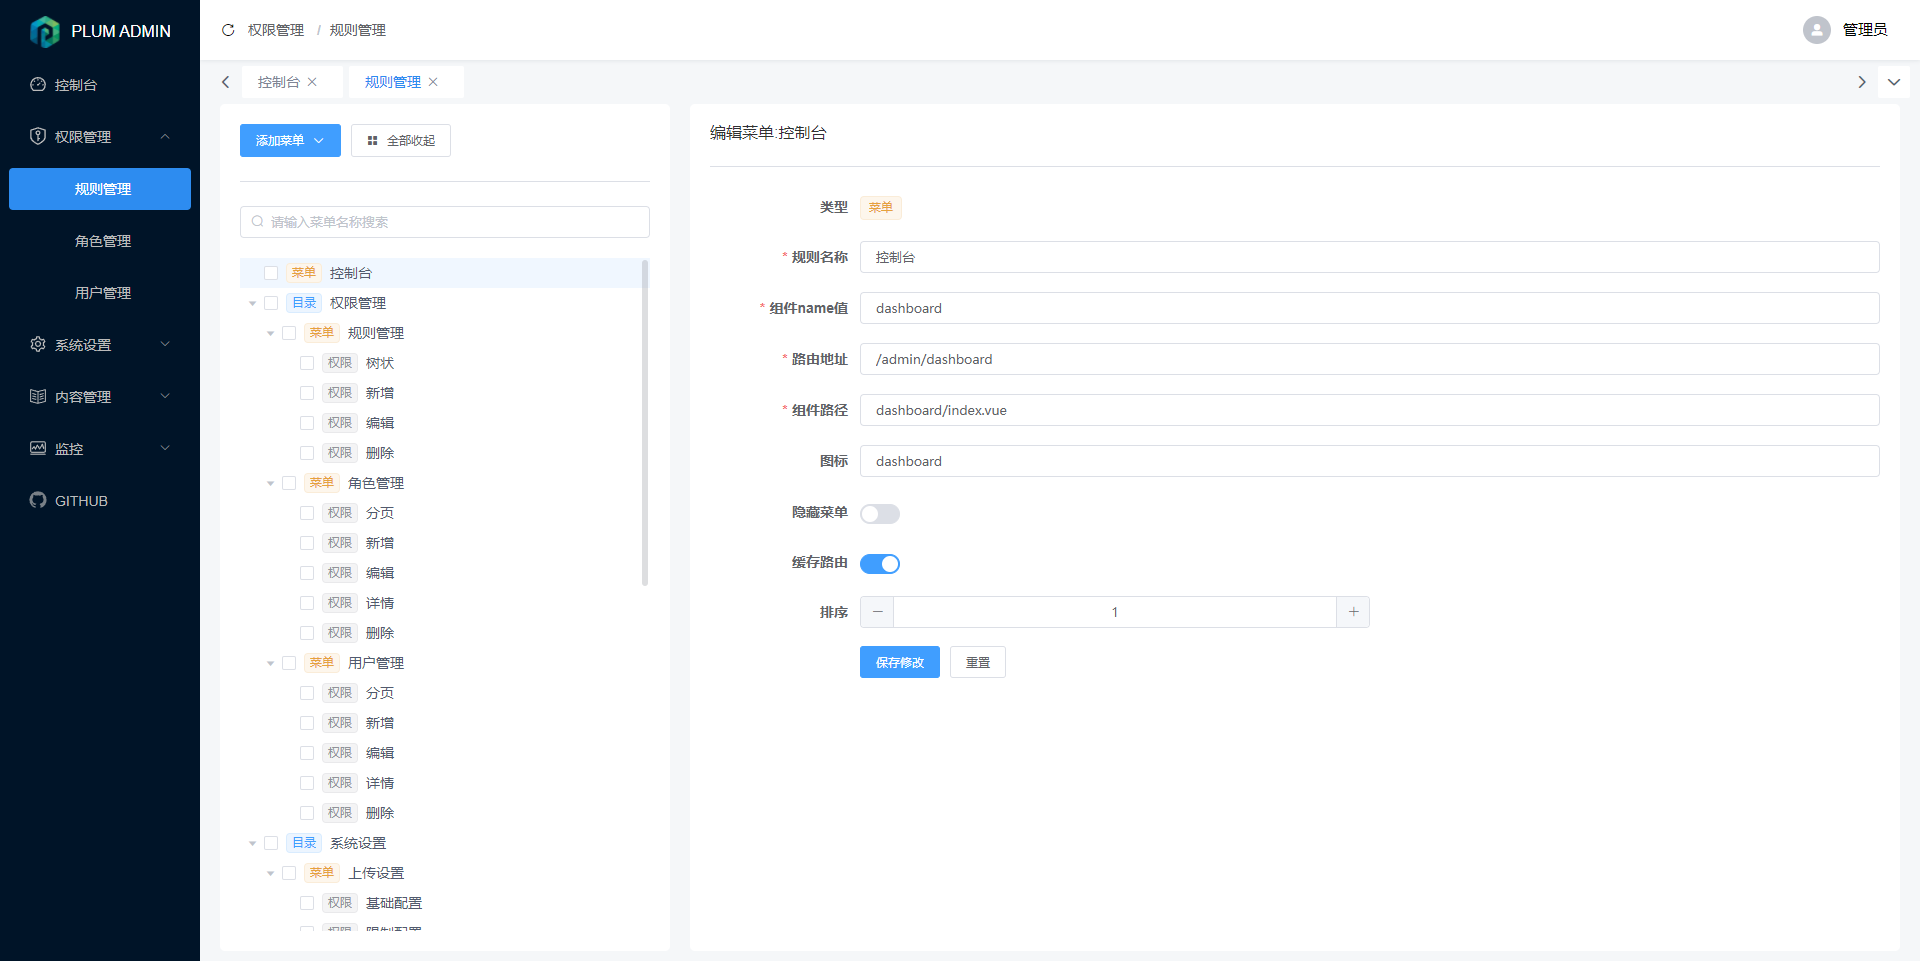 PLUM ADMIN
控制台
权限管理
规则管理
角色管理
用户管理
系统设置
内容管理
监控
GITHUB
权限管理 / 规则管理
管理员
控制台
规则管理
添加菜单
全部收起
请输入菜单名称搜索
菜单 控制台
目录 权限管理
菜单 规则管理
权限 树状
权限 新增
权限 编辑
权限 删除
菜单 角色管理
权限 分页
权限 新增
权限 编辑
权限 详情
权限 删除
菜单 用户管理
权限 分页
权限 新增
权限 编辑
权限 详情
权限 删除
目录 系统设置
菜单 上传设置
权限 基础配置
权限 限制配置
编辑菜单:控制台
类型 菜单
* 规则名称 控制台
* 组件name值 dashboard
* 路由地址 /admin/dashboard
* 组件路径 dashboard/index.vue
图标 dashboard
隐藏菜单
缓存路由
排序 1
保存修改 重置